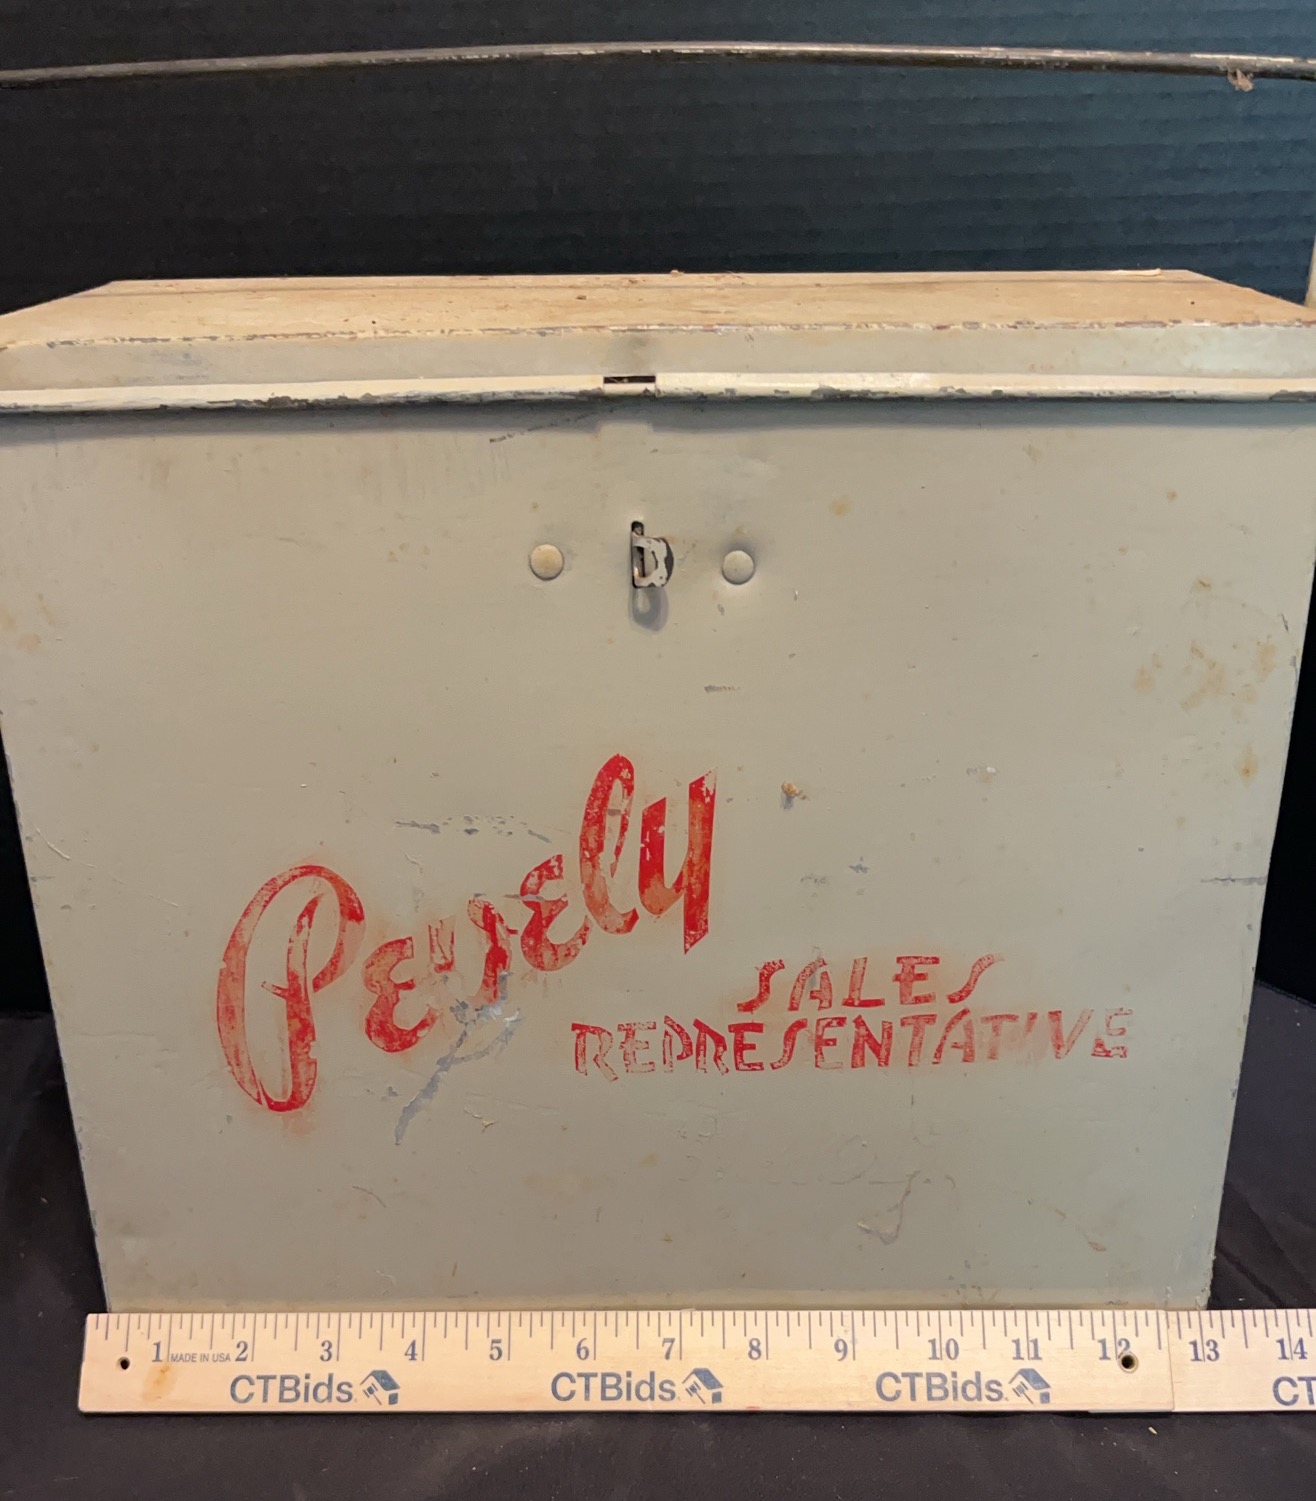 Pevely
SALES
REPRESENTATIVE
1 MADE IN USA 2 3 4 5 6 7 8 9 10 11 12 13 14
CTBids CTBids CTBids CT